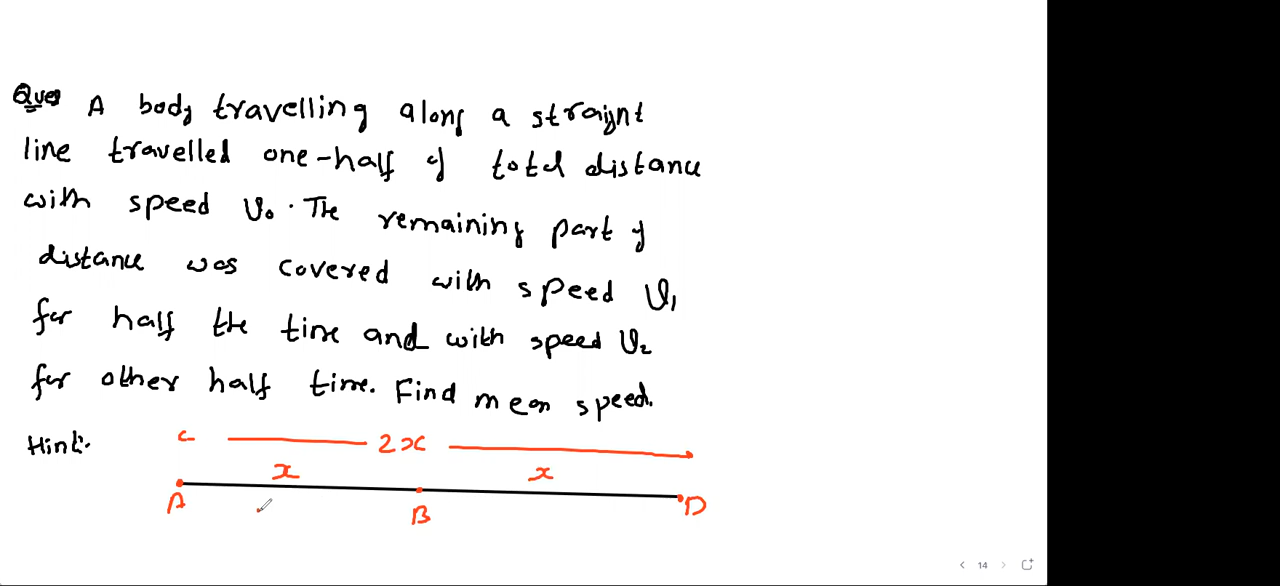 Ques A body travelling along a straight
line travelled one-half of total distance
with speed v₀. The remaining part of
distance was covered with speed v₁
for half the time and with speed v₂
for other half time. Find mean speed.
Hint:
2x
x x
A B D
14